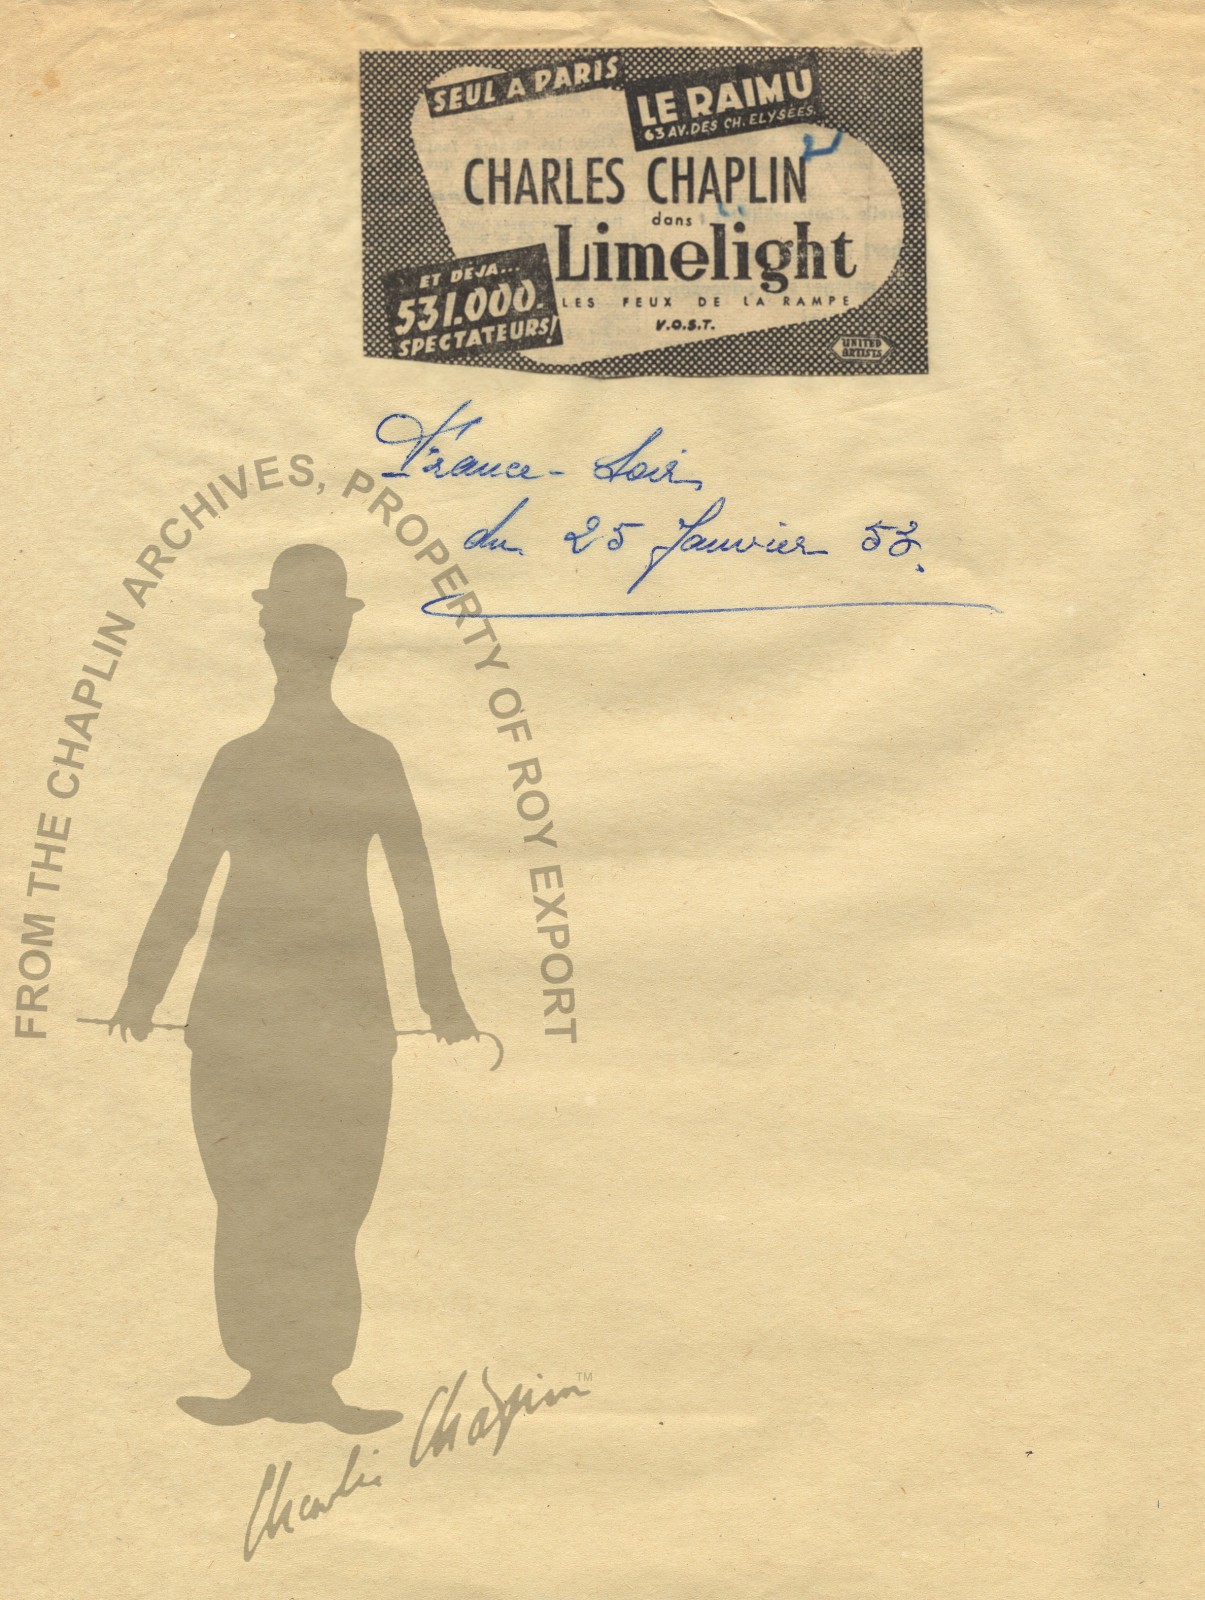 SEUL A PARIS
LE RAIMU
63 AV. DES CH. ELYSÉES.
CHARLES CHAPLIN
dans
Limelight
LES FEUX DE LA RAMPE
V.O.S.T.
ET DÉJA...
531.000.
SPECTATEURS!
UNITED
ARTISTS
France-Soir
du 25 Janvier 53.
FROM THE CHAPLIN ARCHIVES, PROPERTY OF ROY EXPORT
Charlie Chaplin TM